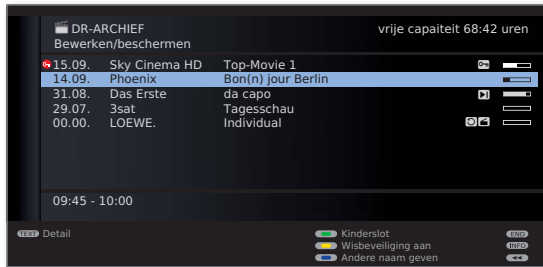 DR-ARCHIEF vrije capaiteit 68:42 uren
Bewerken/beschermen
15.09. Sky Cinema HD Top-Movie 1
14.09. Phoenix Bon(n) jour Berlin
31.08. Das Erste da capo
29.07. 3sat Tagesschau
00.00. LOEWE. Individual
09:45 - 10:00
TEXT Detail Kinderslot END
Wisbeveiliging aan INFO
Andere naam geven